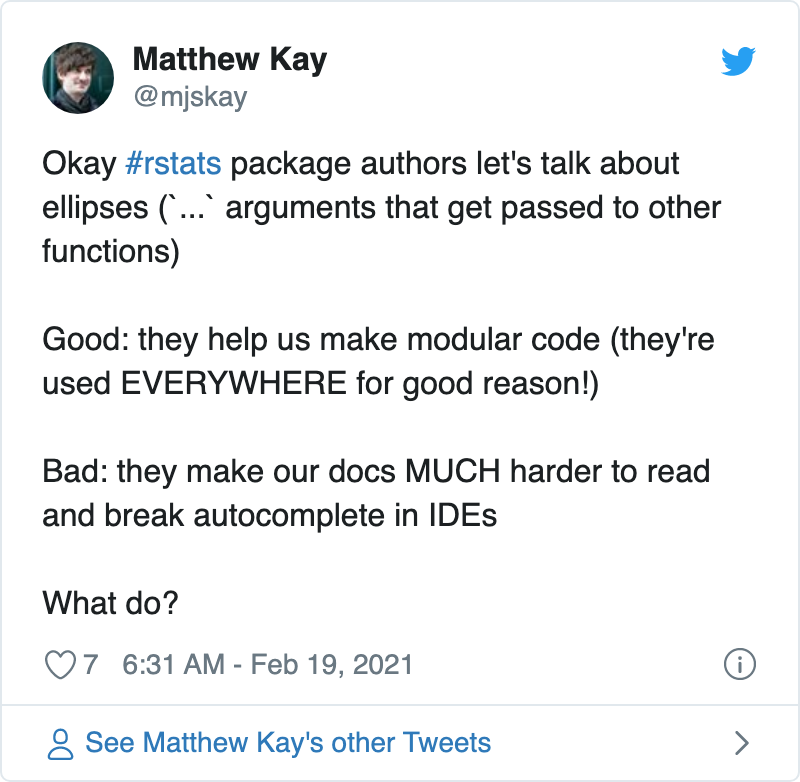 Matthew Kay
@mjskay
Okay #rstats package authors let's talk about
ellipses (`...` arguments that get passed to other
functions)
Good: they help us make modular code (they're
used EVERYWHERE for good reason!)
Bad: they make our docs MUCH harder to read
and break autocomplete in IDEs
What do?
7 6:31 AM - Feb 19, 2021
See Matthew Kay's other Tweets